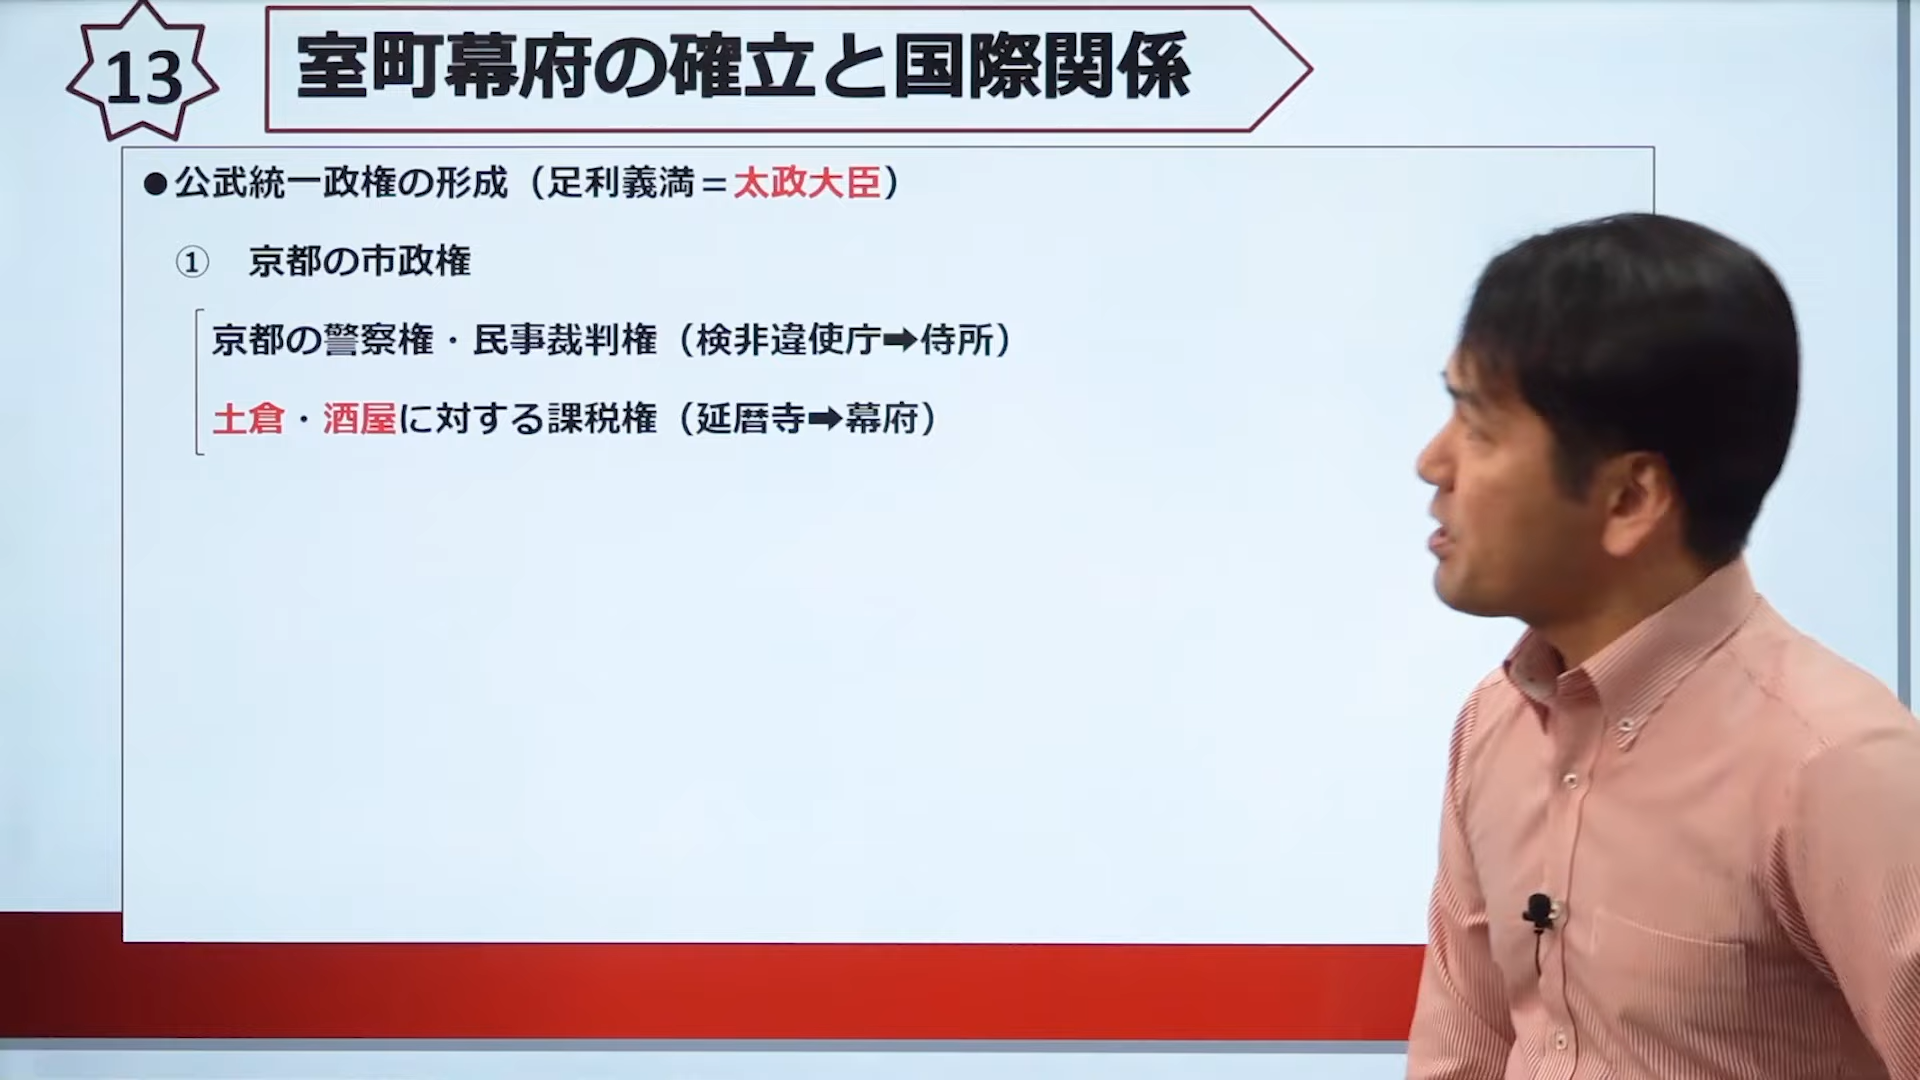 13
室町幕府の確立と国際関係
●公武統一政権の形成（足利義満＝太政大臣）
① 京都の市政権
京都の警察権・民事裁判権（検非違使庁➡侍所）
土倉・酒屋に対する課税権（延暦寺➡幕府）